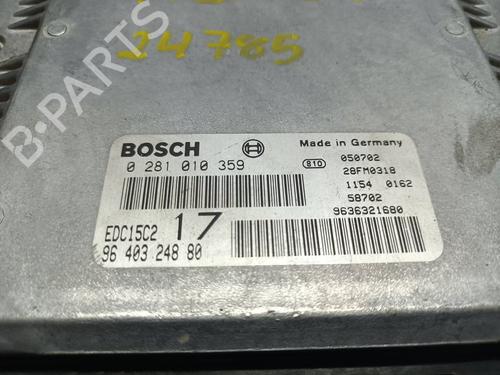 24785
B-PARTS
BOSCH
0 281 010 359
Made in Germany
810
050702
28FM0318
1154 0162
58702
9636321680
EDC15C2 17
96 403 248 80